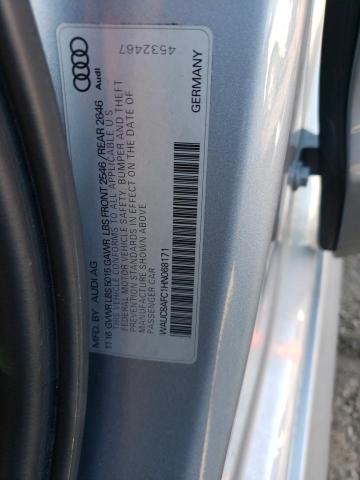 Audi
4532467
MFD. BY AUDI AG
11.16 GVWR LBS 5015 GAWR LBS FRONT 2546 / REAR 2646
THIS VEHICLE CONFORMS TO ALL APPLICABLE U S
FEDERAL MOTOR VEHICLE SAFETY, BUMPER AND THEFT
PREVENTION STANDARDS IN EFFECT ON THE DATE OF
MANUFACTURE SHOWN ABOVE
PASSENGER CAR
WAUC8AFC1HN068171
GERMANY